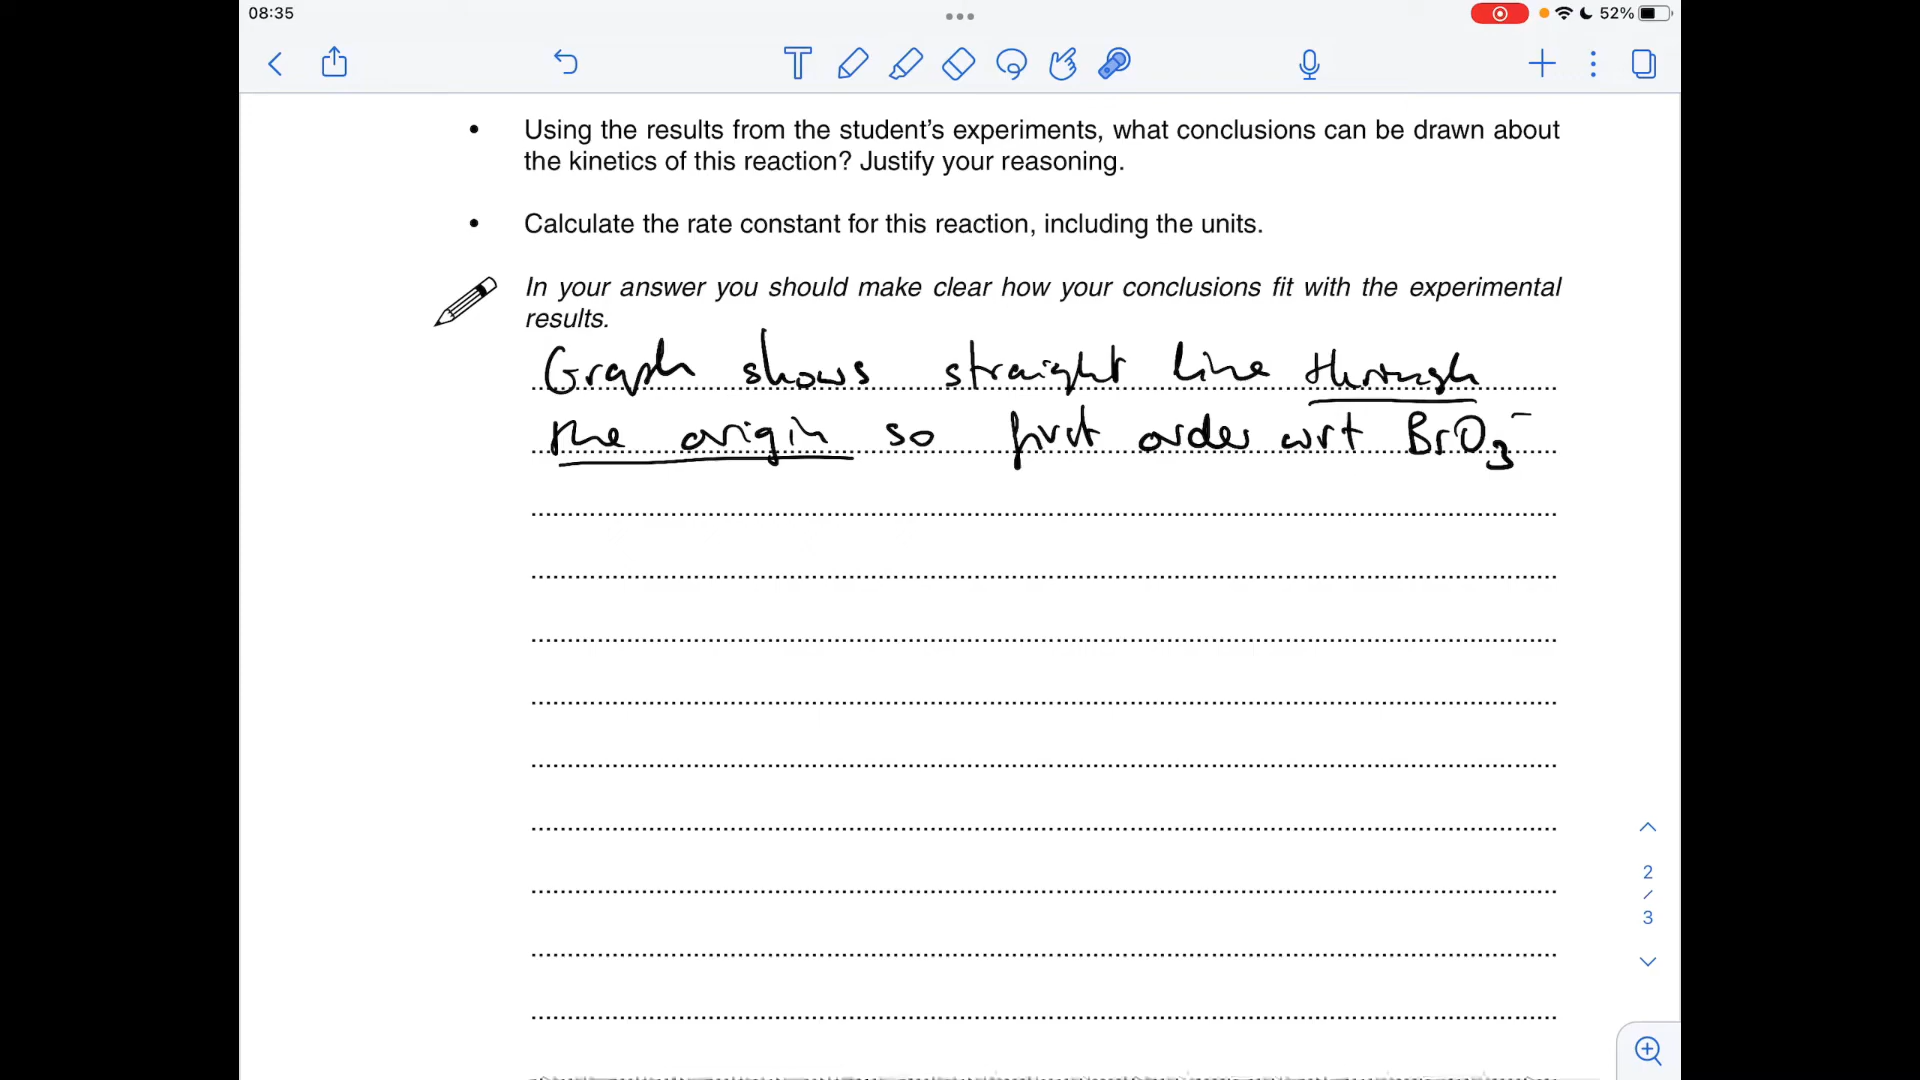 08:35
52%
T
• Using the results from the student's experiments, what conclusions can be drawn about
the kinetics of this reaction? Justify your reasoning.
• Calculate the rate constant for this reaction, including the units.
In your answer you should make clear how your conclusions fit with the experimental
results.
Graph shows straight line through
the origin so first order wrt BrO₃⁻
2
/
3